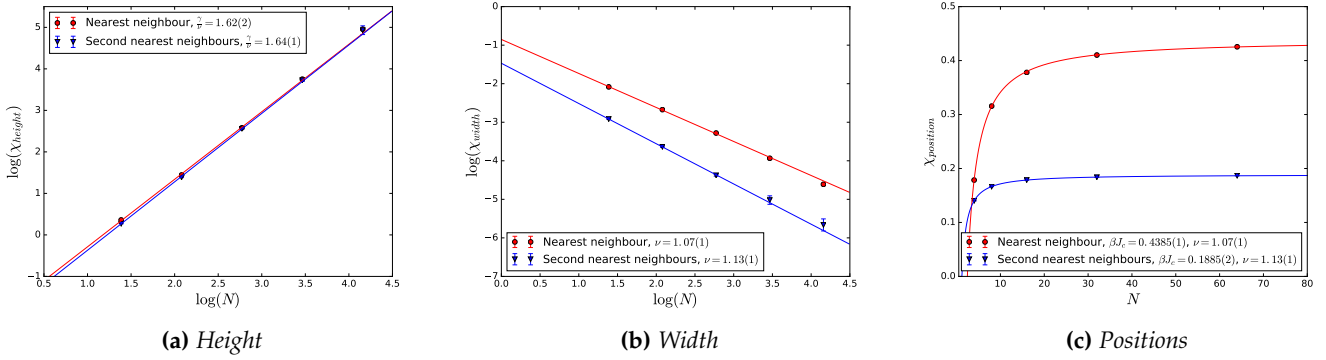 5
4
3
2
1
0
−1
0.5 1.0 1.5 2.0 2.5 3.0 3.5 4.0 4.5
log(χ_height)
log(N)
Nearest neighbour, γ/ν = 1.62(2)
Second nearest neighbours, γ/ν = 1.64(1)
(a) Height
0
−1
−2
−3
−4
−5
−6
−7
0.0 0.5 1.0 1.5 2.0 2.5 3.0 3.5 4.0 4.5
log(χ_width)
log(N)
Nearest neighbour, ν = 1.07(1)
Second nearest neighbours, ν = 1.13(1)
(b) Width
0.5
0.4
0.3
0.2
0.1
0.0
0 10 20 30 40 50 60 70 80
χ_position
N
Nearest neighbour, βJ_c = 0.4385(1), ν = 1.07(1)
Second nearest neighbours, βJ_c = 0.1885(2), ν = 1.13(1)
(c) Positions